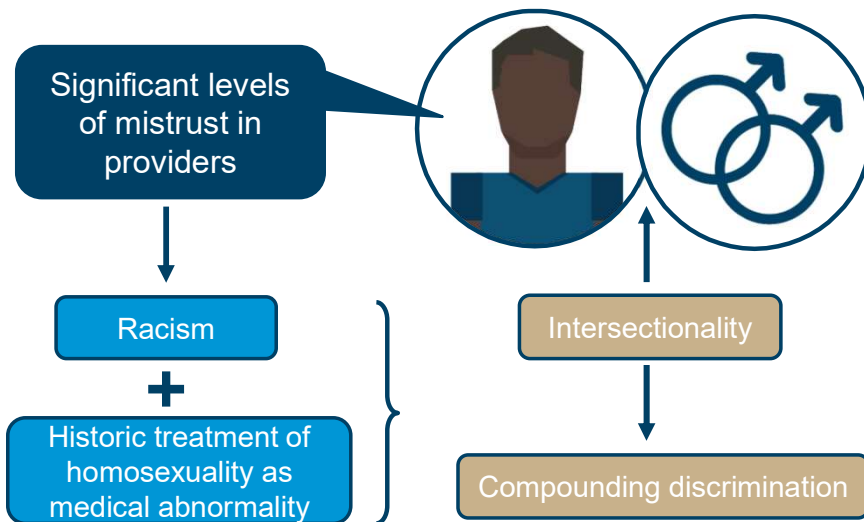 Significant levels
of mistrust in
providers
Racism
+
Historic treatment of
homosexuality as
medical abnormality
Intersectionality
Compounding discrimination